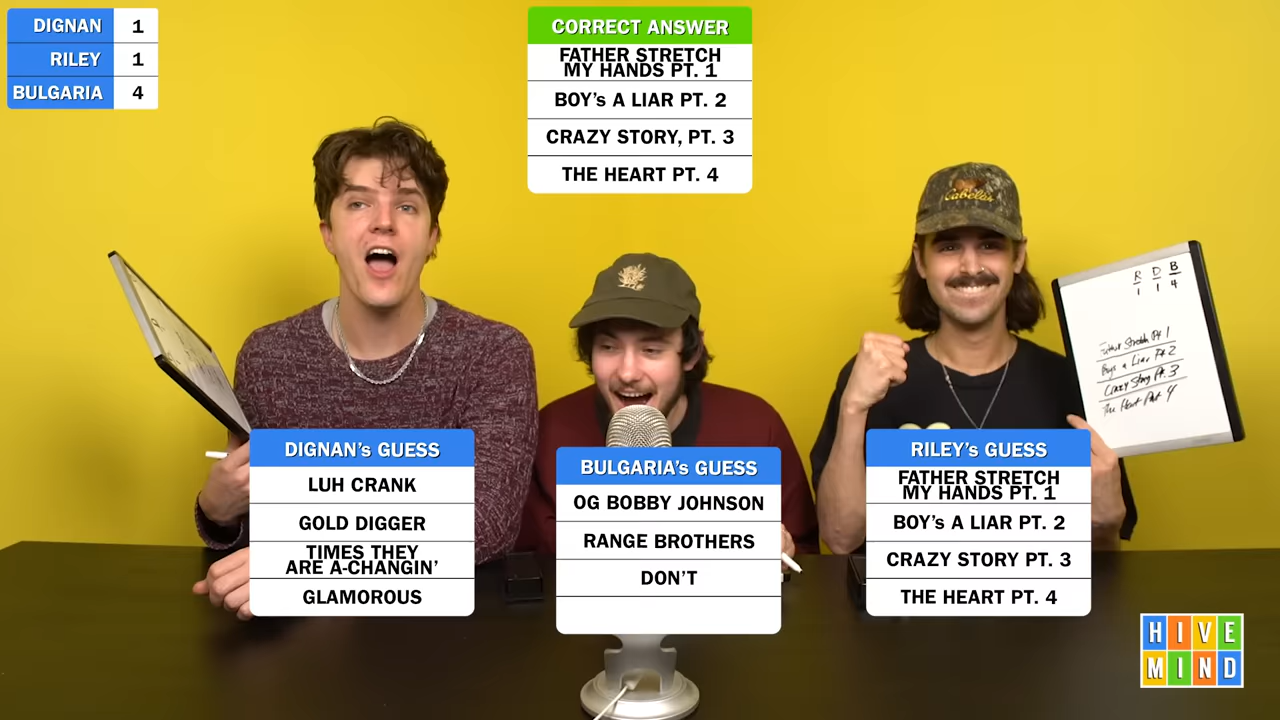 DIGNAN 1
RILEY 1
BULGARIA 4
CORRECT ANSWER
FATHER STRETCH
MY HANDS PT. 1
BOY's A LIAR PT. 2
CRAZY STORY, PT. 3
THE HEART PT. 4
Cabela's
R D B
1 1 4
Father Stretch Pt 1
Boys a Liar Pt 2
Crazy Story Pt. 3
The Heart Part 4
DIGNAN's GUESS
LUH CRANK
GOLD DIGGER
TIMES THEY
ARE A-CHANGIN'
GLAMOROUS
BULGARIA's GUESS
OG BOBBY JOHNSON
RANGE BROTHERS
DON'T
RILEY's GUESS
FATHER STRETCH
MY HANDS PT. 1
BOY's A LIAR PT. 2
CRAZY STORY PT. 3
THE HEART PT. 4
HIVE
MIND